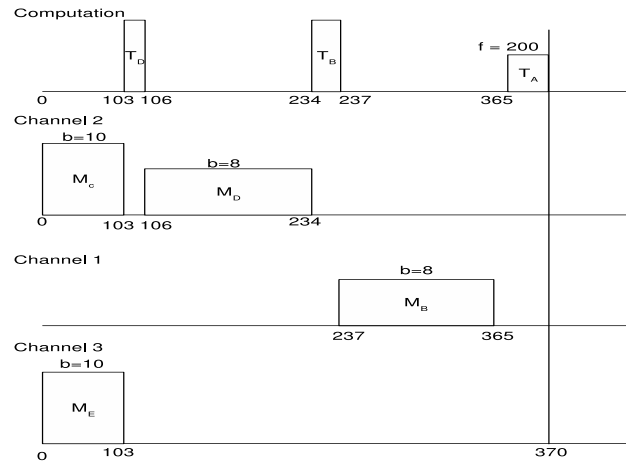 Computation
f = 200
T_D
T_B
T_A
0
103 106
234 237
365
Channel 2
b=10
b=8
M_c
M_D
0
103 106
234
Channel 1
b=8
M_B
237
365
Channel 3
b=10
M_E
0
103
370